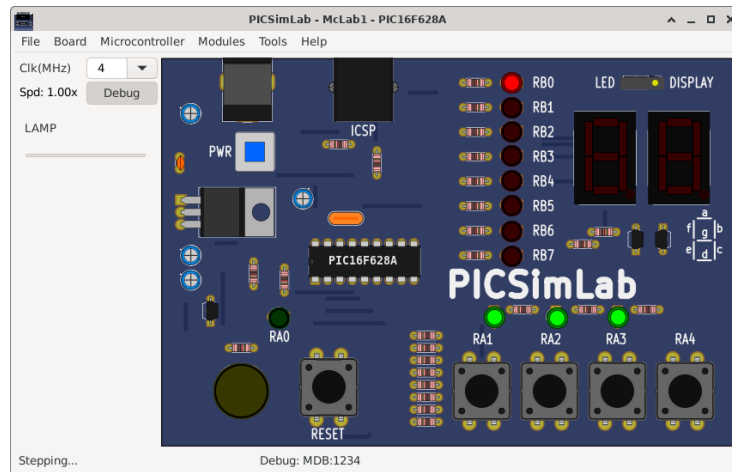 PICSimLab - McLab1 - PIC16F628A
File Board Microcontroller Modules Tools Help
Clk(MHz) 4
Spd: 1.00x Debug
LAMP
ICSP
PWR
RB0
RB1
RB2
RB3
RB4
RB5
RB6
RB7
LED DISPLAY
a
f g b
e d c
PIC16F628A
PICSimLab
RA0
RA1 RA2 RA3 RA4
RESET
Stepping... Debug: MDB:1234